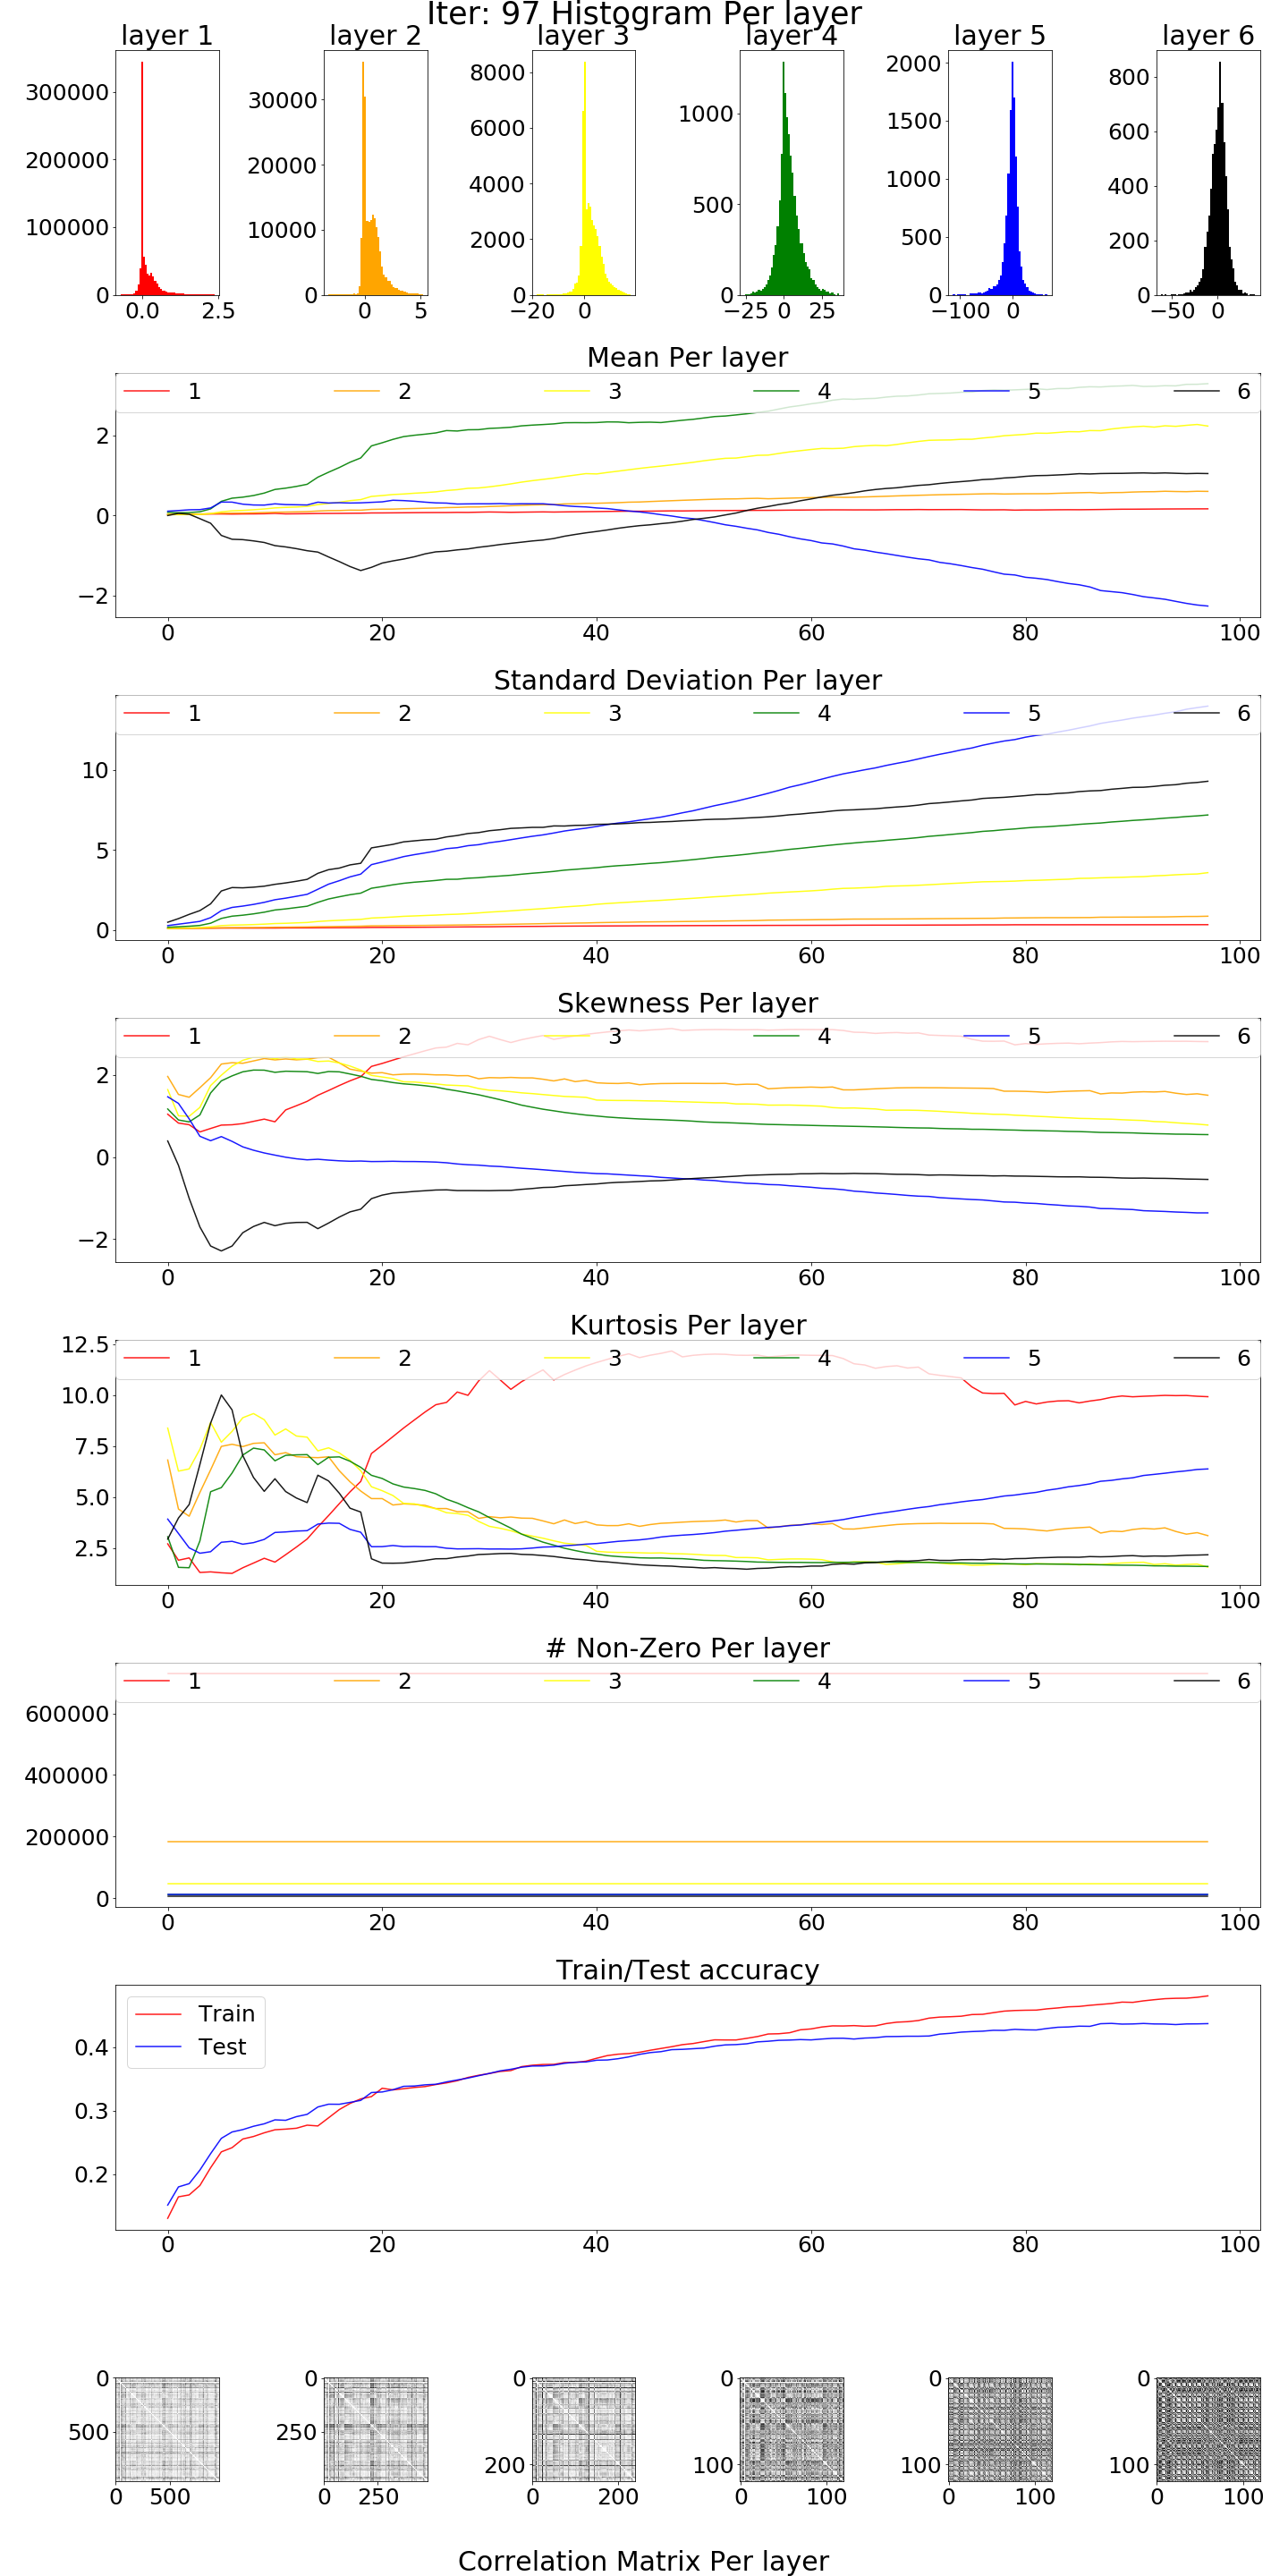 Iter: 97 Histogram Per layer
layer 1 layer 2 layer 3 layer 4 layer 5 layer 6
300000 200000 100000 0 0.0 2.5
30000 20000 10000 0 0 5
8000 6000 4000 2000 0 −20 0
1000 500 0 −25 0 25
2000 1500 1000 500 0 −100 0
800 600 400 200 0 −50 0
Mean Per layer
1 2 3 4 5 6
2
0
−2
0 20 40 60 80 100
Standard Deviation Per layer
1 2 3 4 5 6
10
5
0
0 20 40 60 80 100
Skewness Per layer
1 2 3 4 5 6
2
0
−2
0 20 40 60 80 100
Kurtosis Per layer
12.5
1 2 3 4 5 6
10.0
7.5
5.0
2.5
0 20 40 60 80 100
# Non-Zero Per layer
1 2 3 4 5 6
600000
400000
200000
0
0 20 40 60 80 100
Train/Test accuracy
Train
Test
0.4
0.3
0.2
0 20 40 60 80 100
0 500 0 500
0 250 0 250
0 200 0 200
0 100 0 100
0 100 0 100
0 100 0 100
Correlation Matrix Per layer